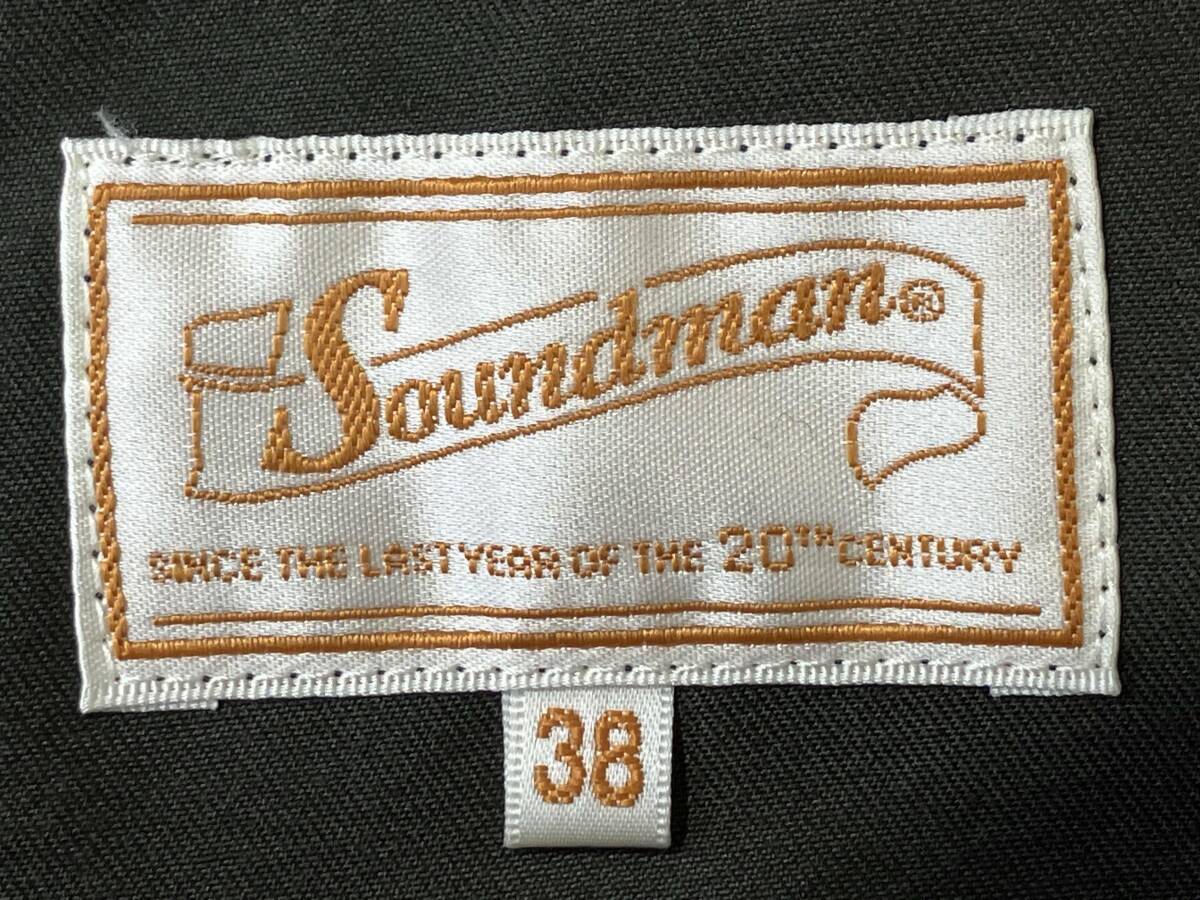 Soundman®
SINCE THE LAST YEAR OF THE 20TH CENTURY
38